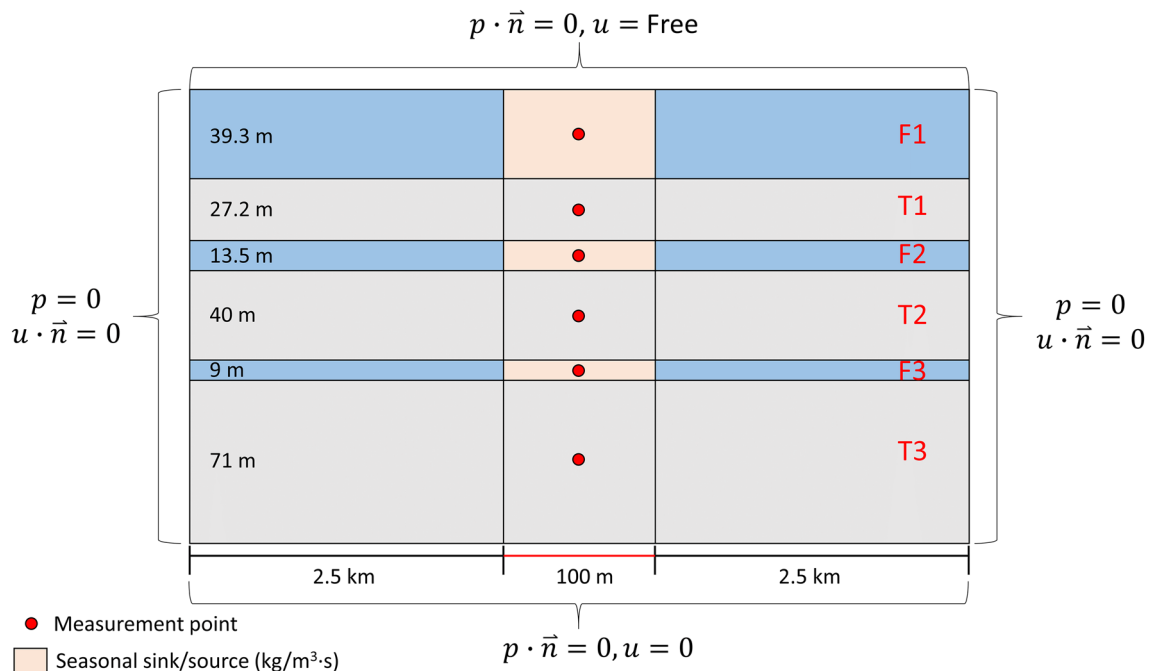 p · n⃗ = 0, u = Free
39.3 m
F1
27.2 m
T1
13.5 m
F2
p = 0
u · n⃗ = 0
40 m
T2
p = 0
u · n⃗ = 0
9 m
F3
71 m
T3
2.5 km
100 m
2.5 km
Measurement point
p · n⃗ = 0, u = 0
Seasonal sink/source (kg/m³·s)